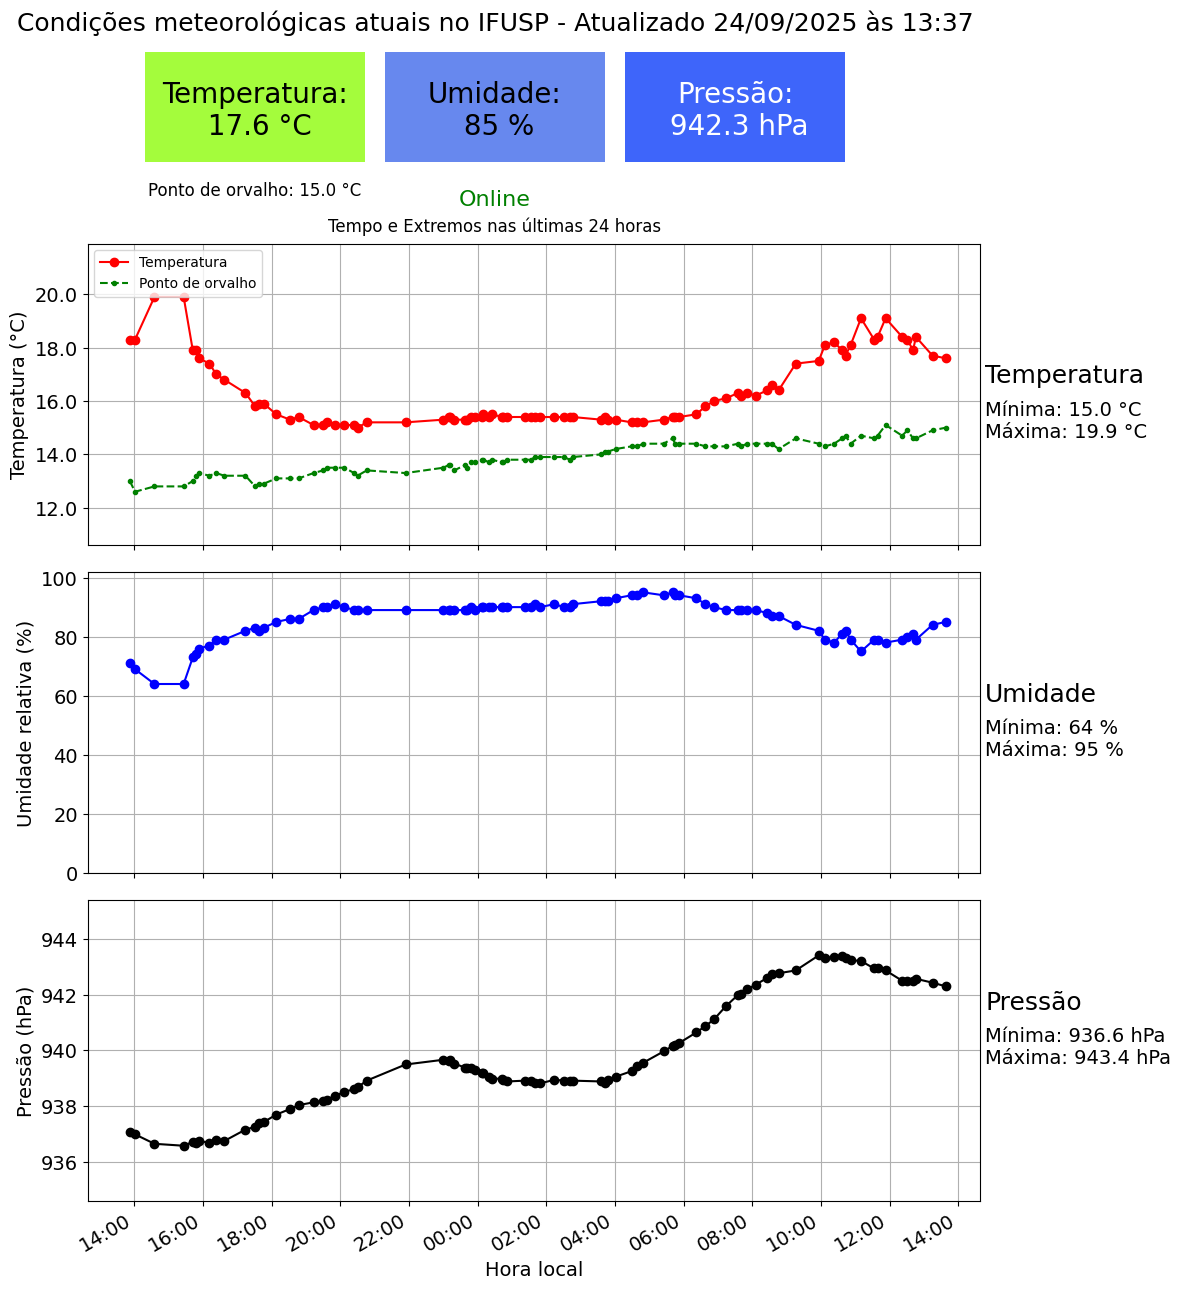 Condições meteorológicas atuais no IFUSP - Atualizado 24/09/2025 às 13:37
Temperatura:
17.6 °C
Umidade:
85 %
Pressão:
942.3 hPa
Ponto de orvalho: 15.0 °C
Online
Tempo e Extremos nas últimas 24 horas
Temperatura
Ponto de orvalho
Temperatura (°C)
20.0
18.0
16.0
14.0
12.0
Temperatura
Mínima: 15.0 °C
Máxima: 19.9 °C
Umidade relativa (%)
100
80
60
40
20
0
Umidade
Mínima: 64 %
Máxima: 95 %
Pressão (hPa)
944
942
940
938
936
Pressão
Mínima: 936.6 hPa
Máxima: 943.4 hPa
14:00
16:00
18:00
20:00
22:00
00:00
02:00
04:00
06:00
08:00
10:00
12:00
14:00
Hora local